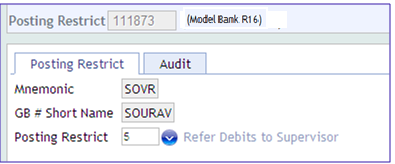 Posting Restrict 111873 (Model Bank R16)
Posting Restrict Audit
Mnemonic SOVR
GB # Short Name SOURAV
Posting Restrict 5 Refer Debits to Supervisor